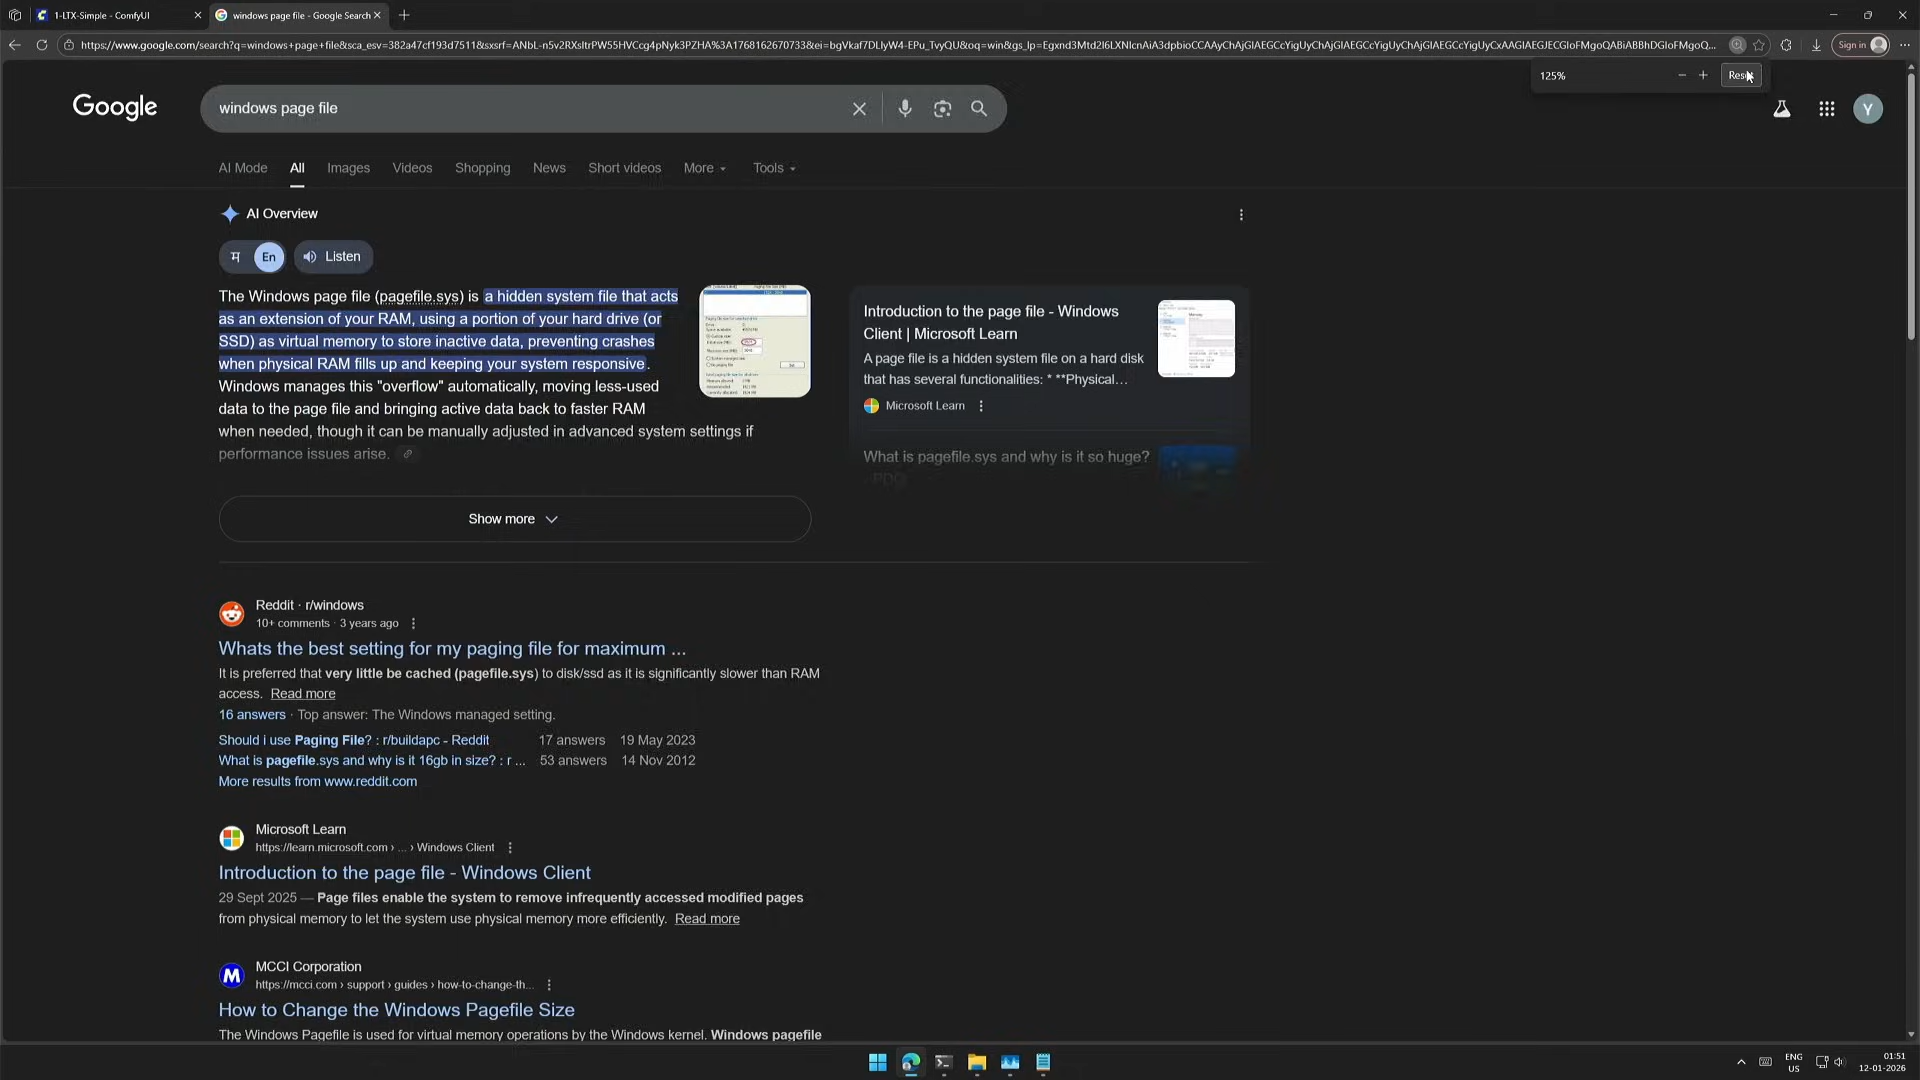 1-LTX-Simple - ComfyUI
windows page file - Google Search
Sign in
125%
Reset
Google
windows page file
Y
AI Mode
All
Images
Videos
Shopping
News
Short videos
More
Tools
AI Overview
म
En
Listen
The Windows page file (pagefile.sys) is a hidden system file that acts
as an extension of your RAM, using a portion of your hard drive (or
SSD) as virtual memory to store inactive data, preventing crashes
when physical RAM fills up and keeping your system responsive.
Windows manages this "overflow" automatically, moving less-used
data to the page file and bringing active data back to faster RAM
when needed, though it can be manually adjusted in advanced system settings if
performance issues arise.
Introduction to the page file - Windows
Client | Microsoft Learn
A page file is a hidden system file on a hard disk
that has several functionalities: * **Physical...
Microsoft Learn
What is pagefile.sys and why is it so huge?
- PDQ
Show more
Reddit · r/windows
10+ comments · 3 years ago
Whats the best setting for my paging file for maximum ...
It is preferred that very little be cached (pagefile.sys) to disk/ssd as it is significantly slower than RAM
access. Read more
16 answers · Top answer: The Windows managed setting.
Should i use Paging File? : r/buildapc - Reddit 17 answers 19 May 2023
What is pagefile.sys and why is it 16gb in size? : r ... 53 answers 14 Nov 2012
More results from www.reddit.com
Microsoft Learn
https://learn.microsoft.com › ... › Windows Client
Introduction to the page file - Windows Client
29 Sept 2025 — Page files enable the system to remove infrequently accessed modified pages
from physical memory to let the system use physical memory more efficiently. Read more
M
MCCI Corporation
https://mcci.com › support › guides › how-to-change-th...
How to Change the Windows Pagefile Size
The Windows Pagefile is used for virtual memory operations by the Windows kernel. Windows pagefile
ENG
US
01:51
12-01-2026